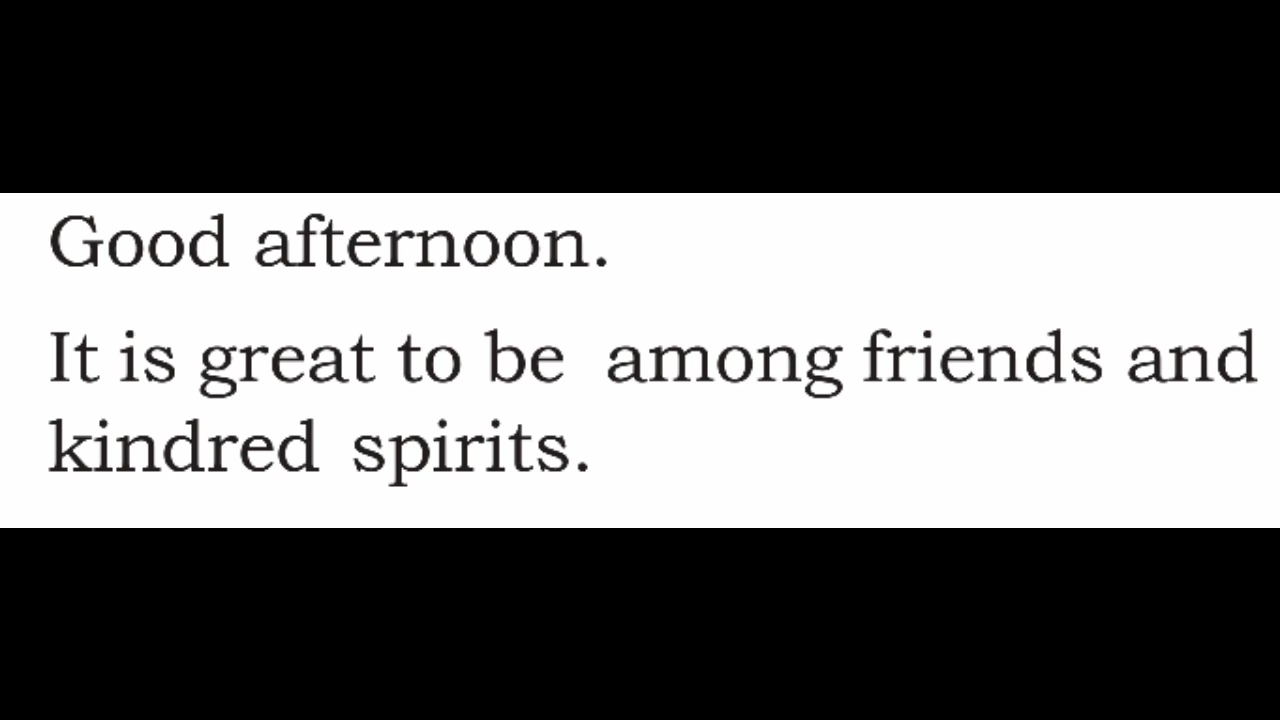 Good afternoon.
It is great to be among friends and
kindred spirits.